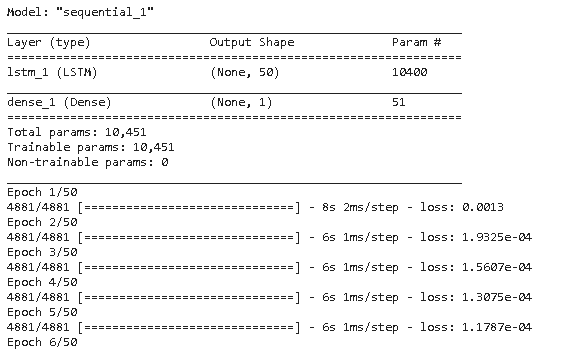 Model: "sequential_1"
Layer (type) Output Shape Param #
lstm_1 (LSTM) (None, 50) 10400
dense_1 (Dense) (None, 1) 51
Total params: 10,451
Trainable params: 10,451
Non-trainable params: 0
Epoch 1/50
4881/4881 [==============================] - 8s 2ms/step - loss: 0.0013
Epoch 2/50
4881/4881 [==============================] - 6s 1ms/step - loss: 1.9325e-04
Epoch 3/50
4881/4881 [==============================] - 6s 1ms/step - loss: 1.5607e-04
Epoch 4/50
4881/4881 [==============================] - 6s 1ms/step - loss: 1.3075e-04
Epoch 5/50
4881/4881 [==============================] - 6s 1ms/step - loss: 1.1787e-04
Epoch 6/50